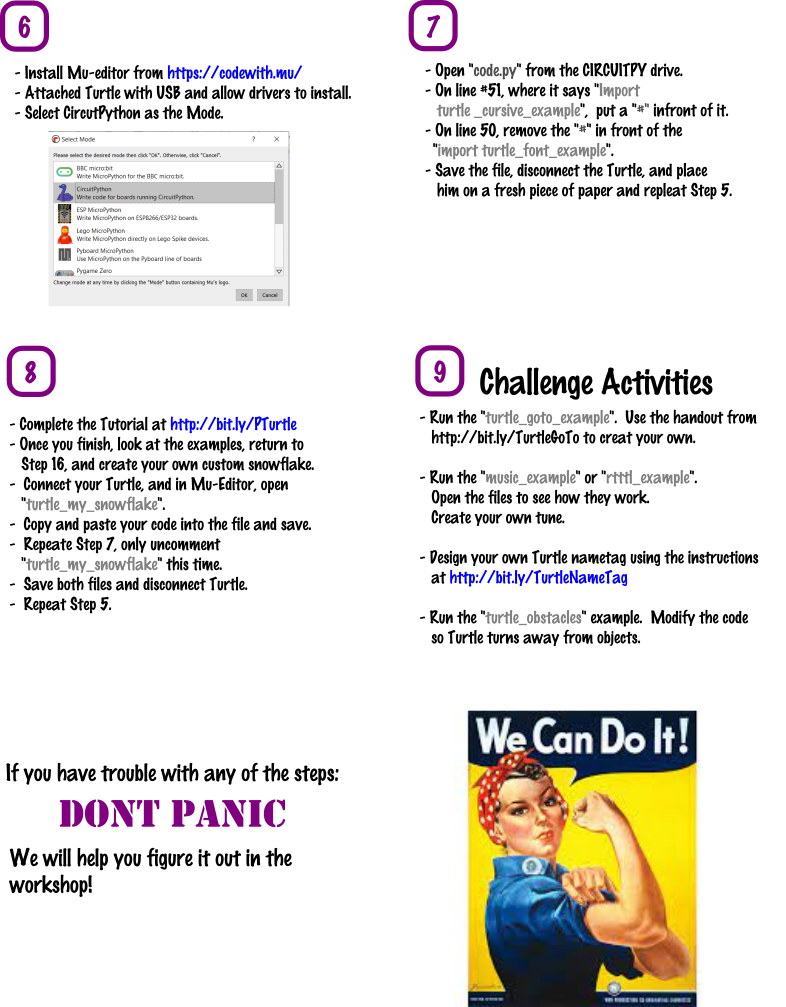 6
- Install Mu-editor from https://codewith.mu/
- Attached Turtle with USB and allow drivers to install.
- Select CircutPython as the Mode.
Select Mode ? ×
Please select the desired mode then click "OK". Otherwise, click "Cancel".
BBC micro:bit
Write MicroPython for the BBC micro:bit.
CircuitPython
Write code for boards running CircuitPython.
ESP MicroPython
Write MicroPython on ESP8266/ESP32 boards.
Lego MicroPython
Write MicroPython directly on Lego Spike devices.
Pyboard MicroPython
Use MicroPython on the Pyboard line of boards
Pygame Zero
Change mode at any time by clicking the "Mode" button containing Mu's logo.
OK Cancel
7
- Open "code.py" from the CIRCUITPY drive.
- On line #51, where it says "Import
turtle _cursive_example", put a "#" infront of it.
- On line 50, remove the "#" in front of the
"import turtle_font_example".
- Save the file, disconnect the Turtle, and place
him on a fresh piece of paper and repleat Step 5.
8
- Complete the Tutorial at http://bit.ly/PTurtle
- Once you finish, look at the examples, return to
Step 16, and create your own custom snowflake.
- Connect your Turtle, and in Mu-Editor, open
"turtle_my_snowflake".
- Copy and paste your code into the file and save.
- Repeate Step 7, only uncomment
"turtle_my_snowflake" this time.
- Save both files and disconnect Turtle.
- Repeat Step 5.
9 Challenge Activities
- Run the "turtle_goto_example". Use the handout from
http://bit.ly/TurtleGoTo to creat your own.
- Run the "music_example" or "rtttl_example".
Open the files to see how they work.
Create your own tune.
- Design your own Turtle nametag using the instructions
at http://bit.ly/TurtleNameTag
- Run the "turtle_obstacles" example. Modify the code
so Turtle turns away from objects.
If you have trouble with any of the steps:
DONT PANIC
We will help you figure it out in the
workshop!
We Can Do It!